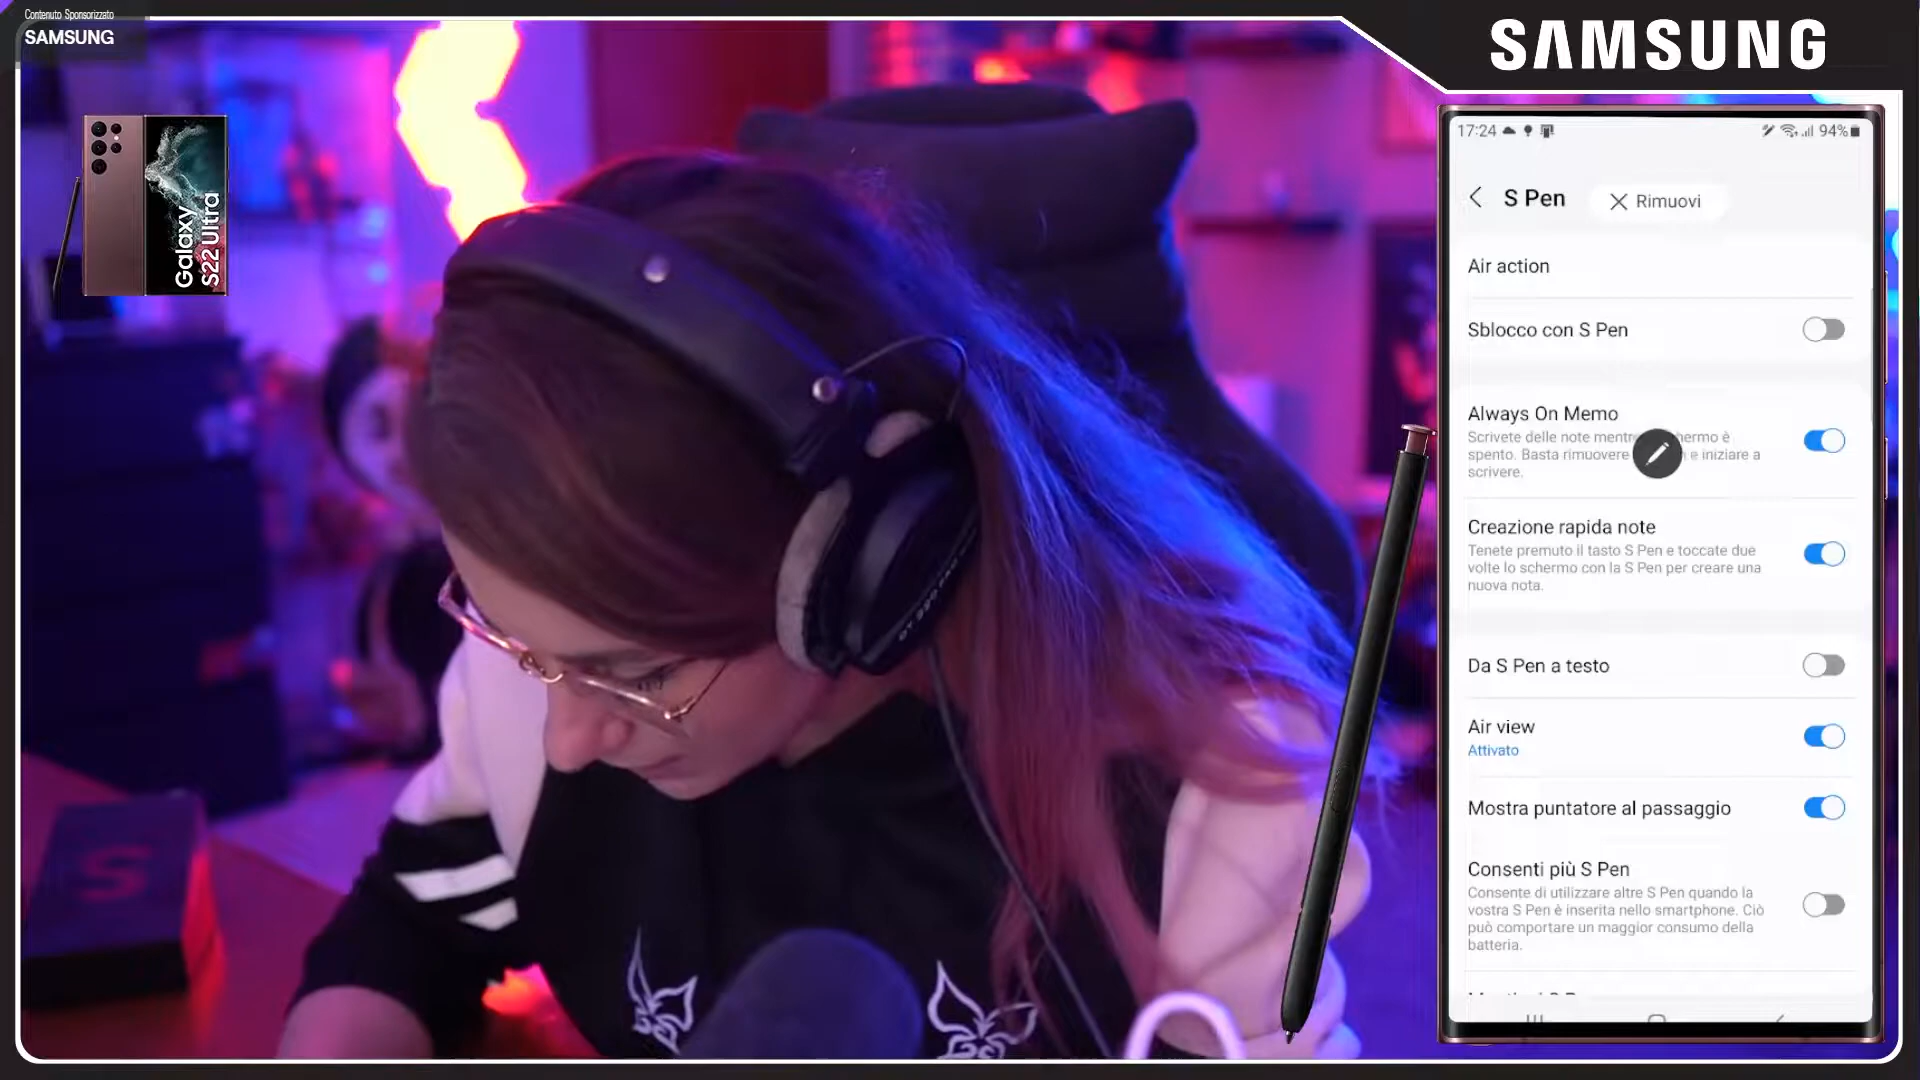 Contenuto Sponsorizzato
SAMSUNG
SAMSUNG
Galaxy
S22 Ultra
17:24
94%
S Pen
Rimuovi
Air action
Sblocco con S Pen
Always On Memo
Scrivete delle note mentre
è
spento. Basta rimuovere
e iniziare a
scrivere.
Creazione rapida note
Tenete premuto il tasto S Pen e toccate due
volte lo schermo con la S Pen per creare una
nuova nota.
Da S Pen a testo
Air view
Attivato
Mostra puntatore al passaggio
Consenti più S Pen
Consente di utilizzare altre S Pen quando la
vostra S Pen è inserita nello smartphone. Ciò
può comportare un maggior consumo della
batteria.
S